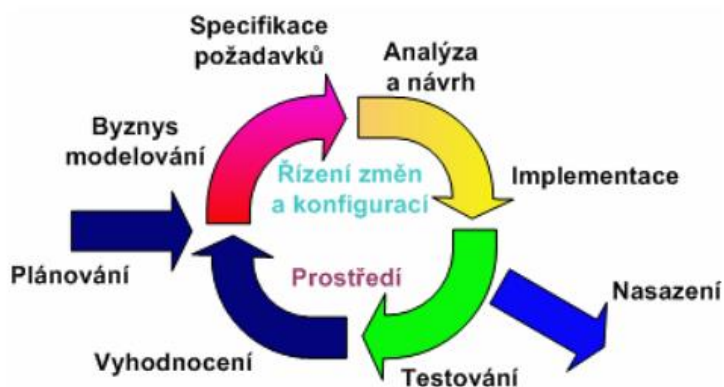 Specifikace
požadavků
Analýza
a návrh
Byznys
modelování
Řízení změn
a konfigurací
Implementace
Plánování
Prostředí
Nasazení
Vyhodnocení
Testování